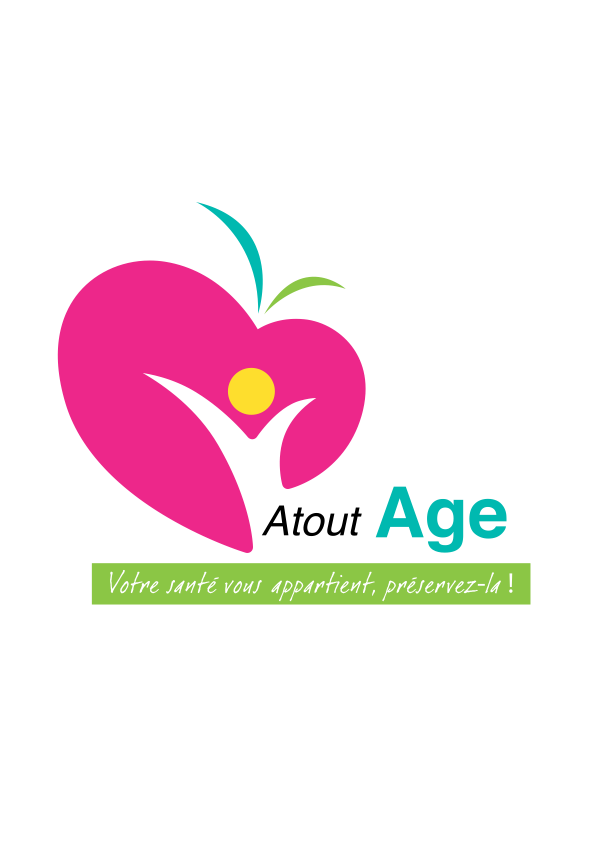 Atout Age
Votre santé vous appartient, préservez-la !